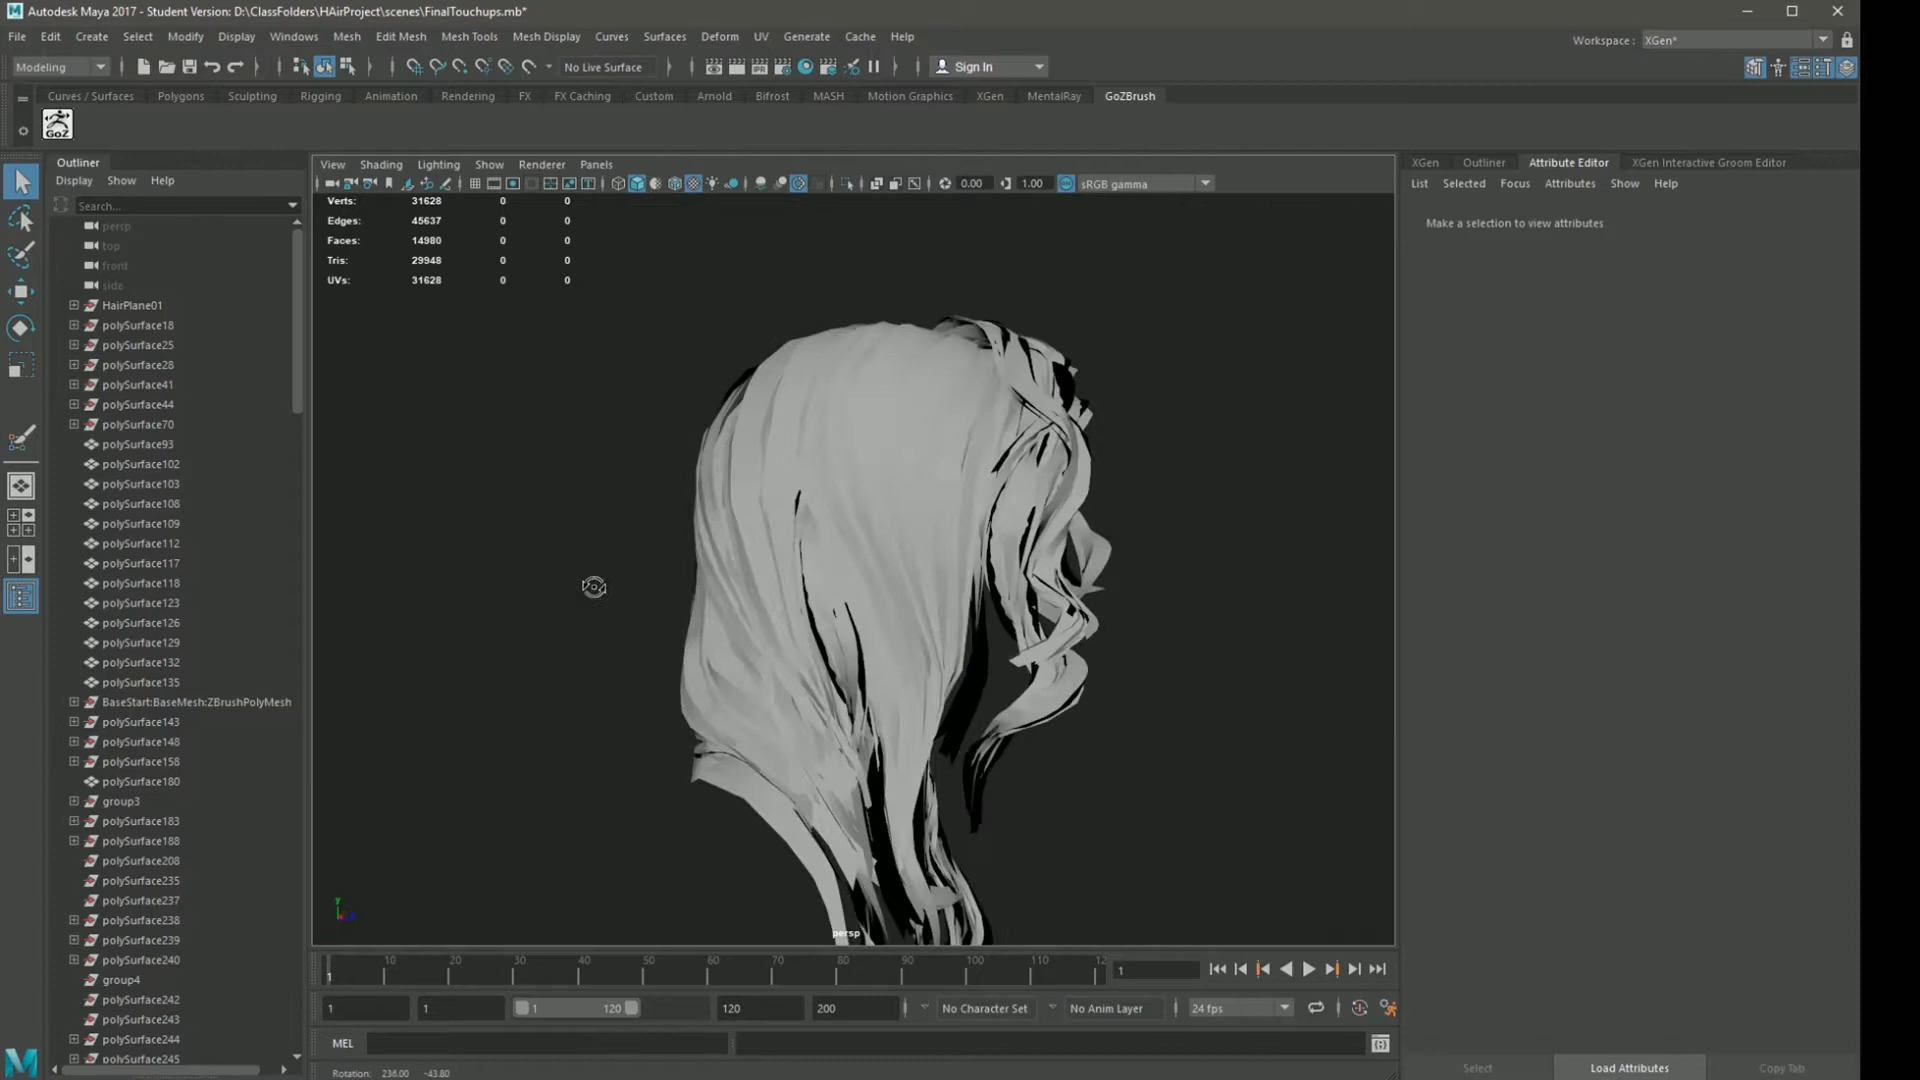 Autodesk Maya 2017 - Student Version: D:\ClassFolders\HAirProject\scenes\FinalTouchups.mb*
File Edit Create Select Modify Display Windows Mesh Edit Mesh Mesh Tools Mesh Display Curves Surfaces Deform UV Generate Cache Help
Workspace : XGen*
Modeling No Live Surface Sign In
Curves / Surfaces Polygons Sculpting Rigging Animation Rendering FX FX Caching Custom Arnold Bifrost MASH Motion Graphics XGen MentalRay GoZBrush
GoZ
Outliner
Display Show Help
Search...
persp
top
front
side
HairPlane01
polySurface18
polySurface25
polySurface28
polySurface41
polySurface44
polySurface70
polySurface93
polySurface102
polySurface103
polySurface108
polySurface109
polySurface112
polySurface117
polySurface118
polySurface123
polySurface126
polySurface129
polySurface132
polySurface135
BaseStart:BaseMesh:ZBrushPolyMesh
polySurface143
polySurface148
polySurface158
polySurface180
group3
polySurface183
polySurface188
polySurface208
polySurface235
polySurface237
polySurface238
polySurface239
polySurface240
group4
polySurface242
polySurface243
polySurface244
polySurface245
View Shading Lighting Show Renderer Panels
0.00 1.00 sRGB gamma
Verts: 31628 0 0
Edges: 45637 0 0
Faces: 14980 0 0
Tris: 29948 0 0
UVs: 31628 0 0
y
persp
XGen Outliner Attribute Editor XGen Interactive Groom Editor
List Selected Focus Attributes Show Help
Make a selection to view attributes
1 10 20 30 40 50 60 70 80 90 100 110 12
1
1 1 1 120 120 200 No Character Set No Anim Layer 24 fps
MEL
Rotation: 236.00 -43.80
Select Load Attributes Copy Tab